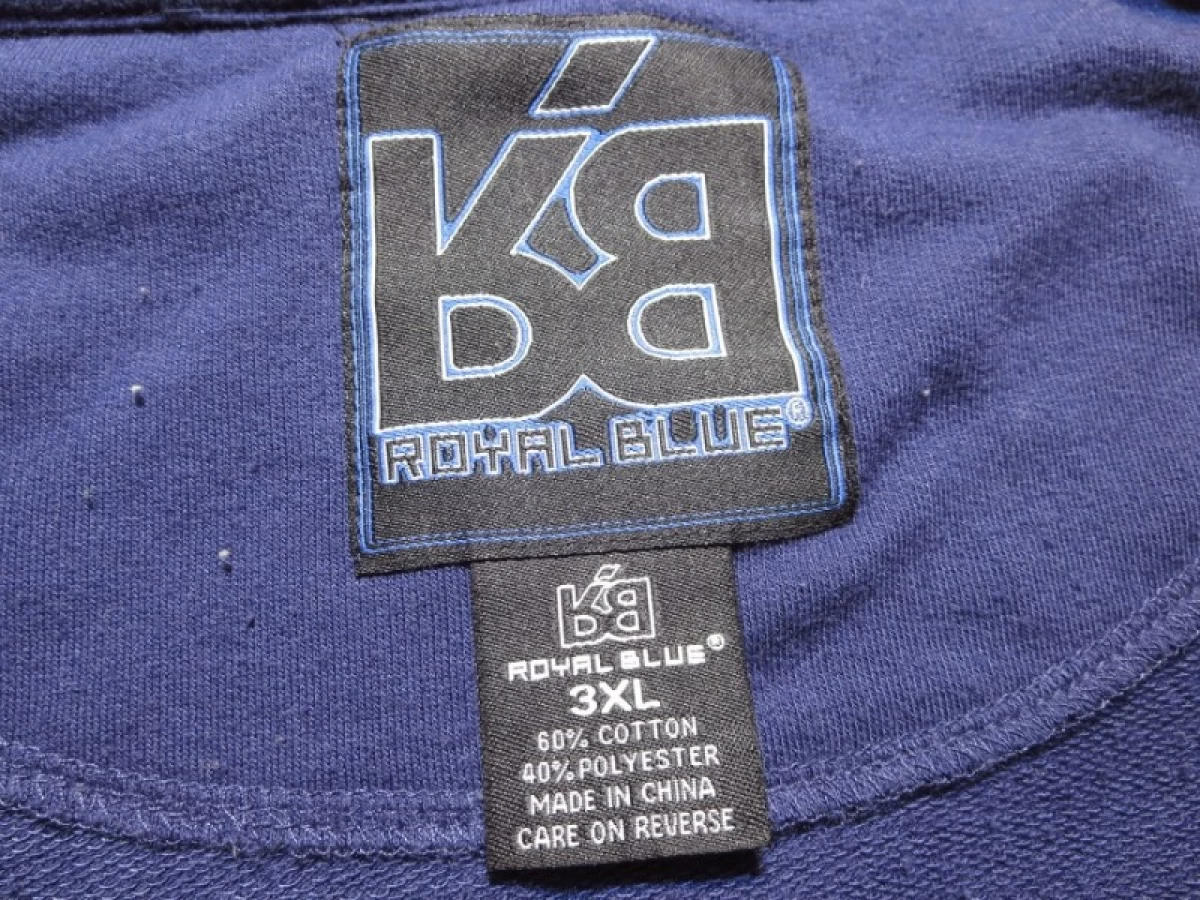 ROYAL BLUE®
ROYAL BLUE®
3XL
60% COTTON
40% POLYESTER
MADE IN CHINA
CARE ON REVERSE